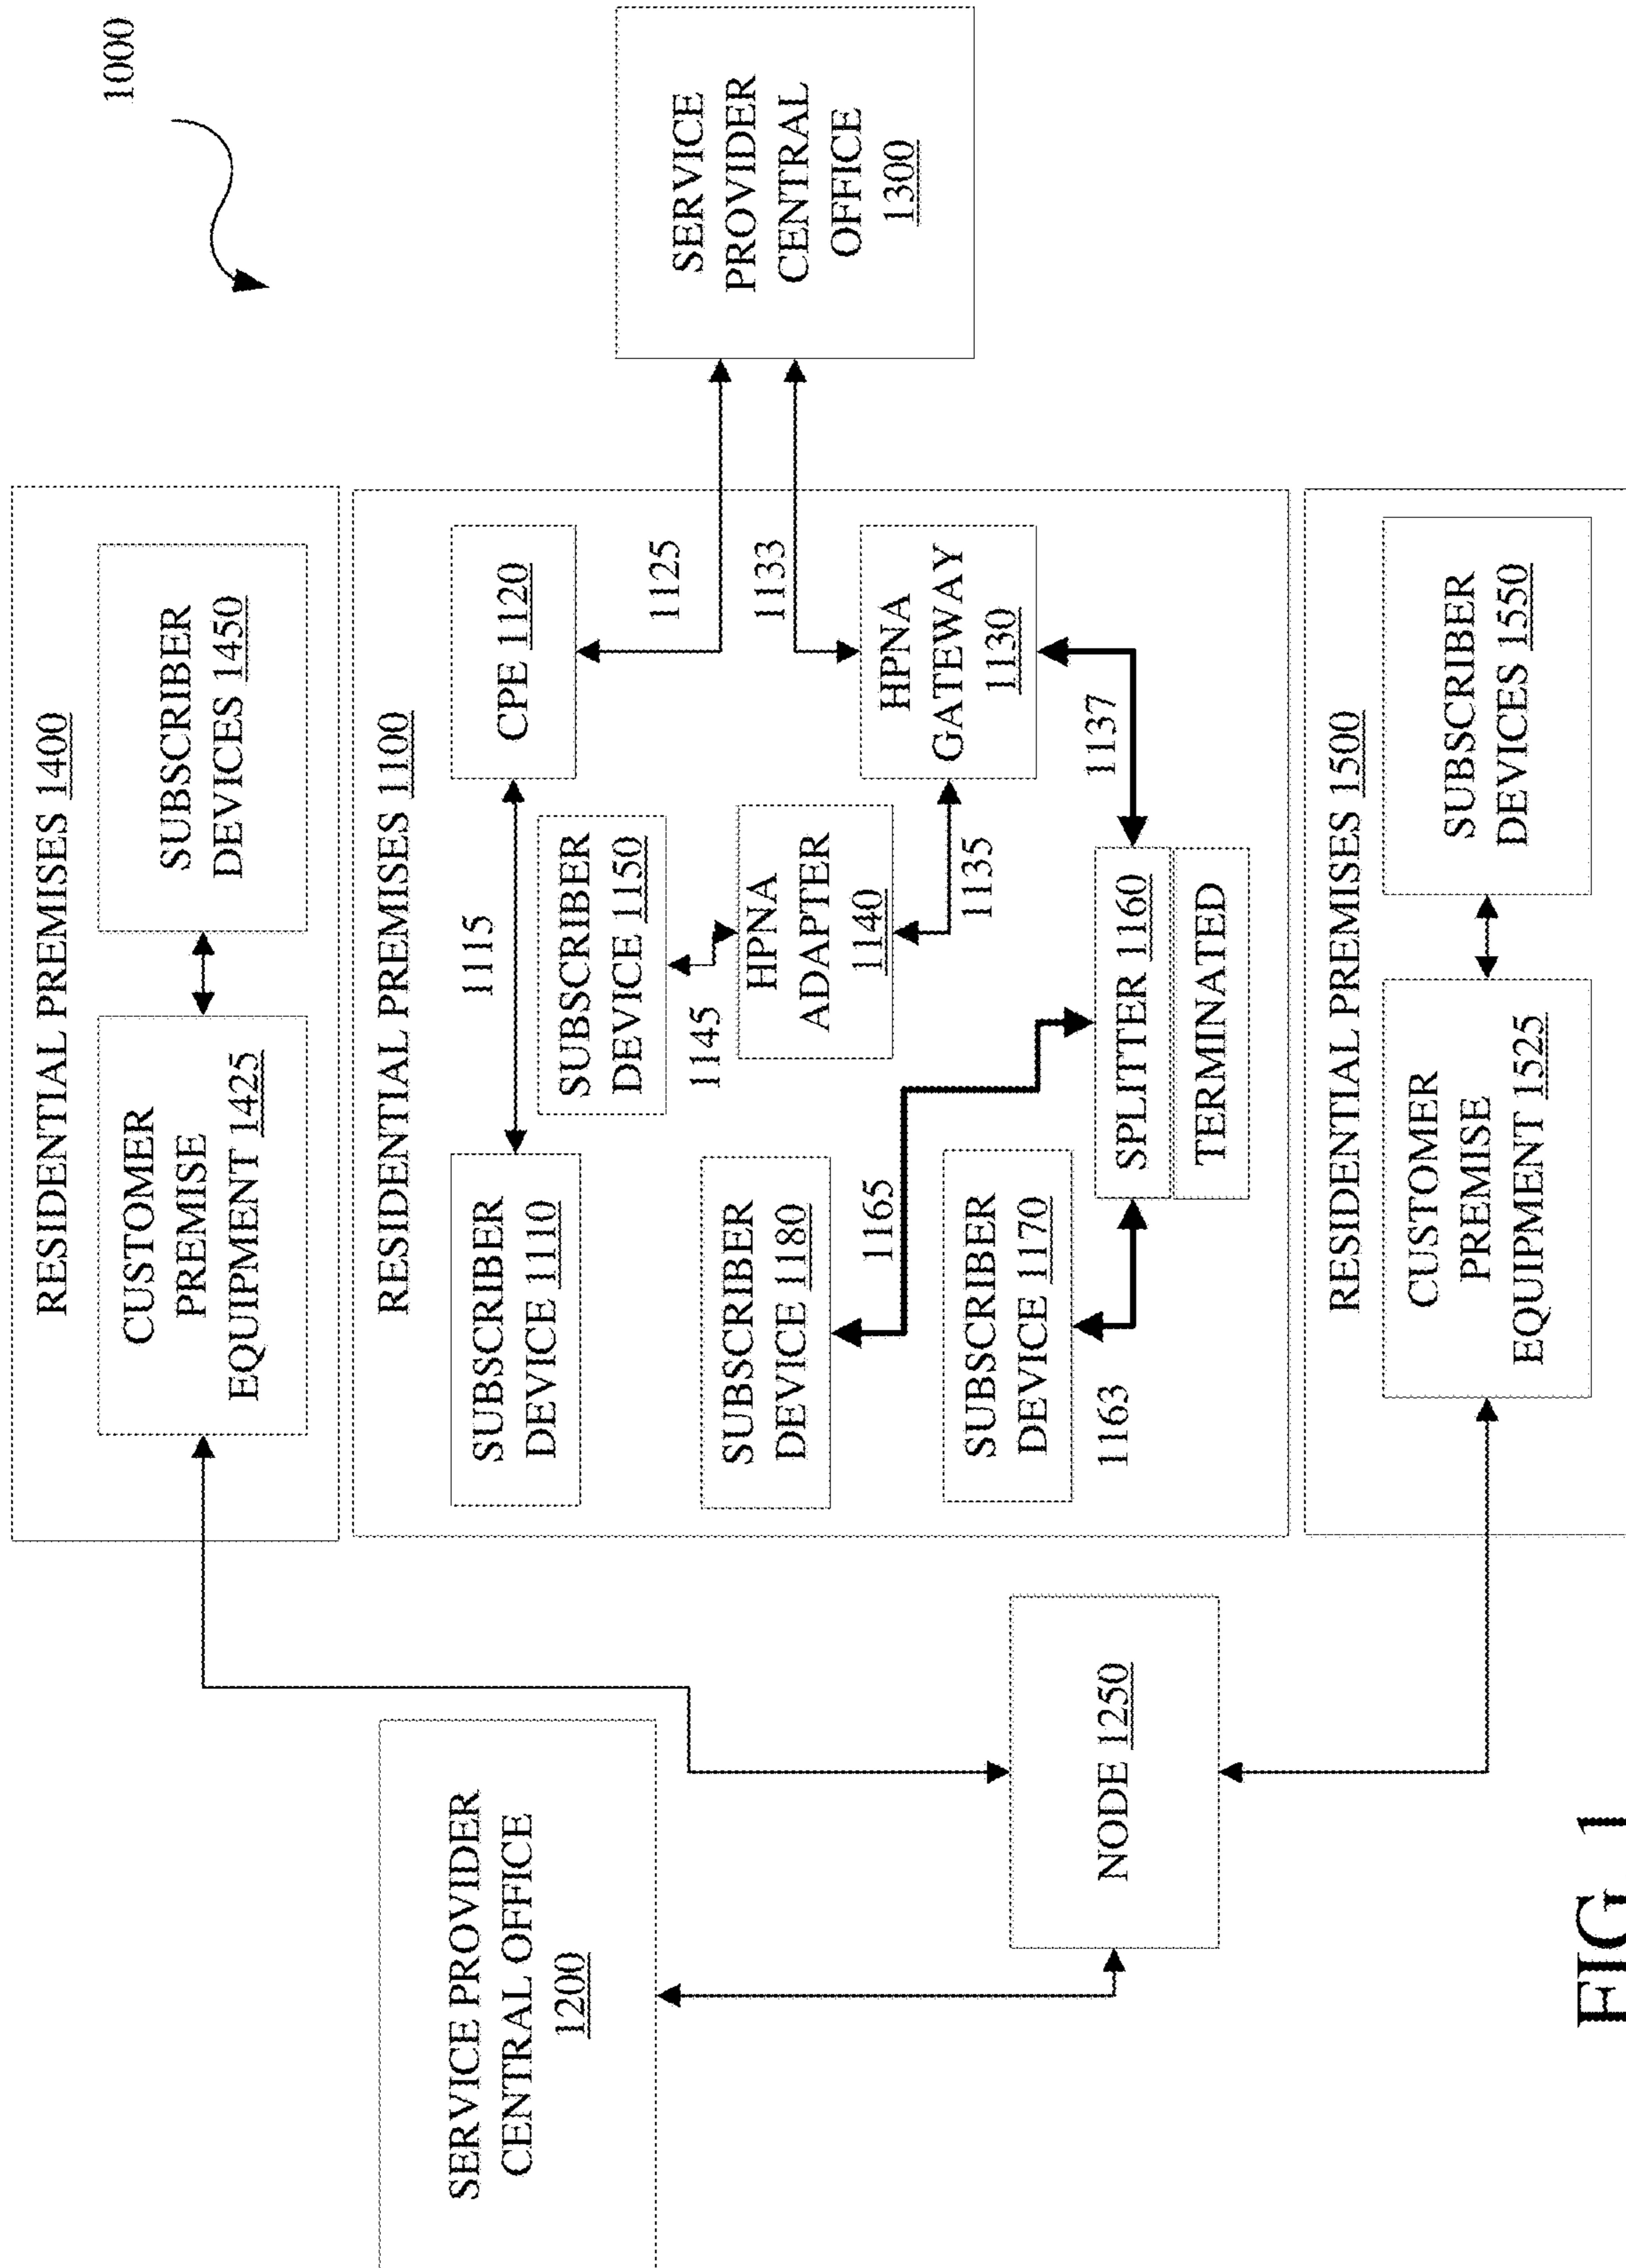 1000
RESIDENTIAL PREMISES 1400
CUSTOMER
PREMISE
EQUIPMENT 1425
SUBSCRIBER
DEVICES 1450
RESIDENTIAL PREMISES 1100
SUBSCRIBER
DEVICE 1110
1115
CPE 1120
SUBSCRIBER
DEVICE 1150
1125
1145
SUBSCRIBER
DEVICE 1180
HPNA
ADAPTER
1140
1133
1165
1135
HPNA
GATEWAY
1130
SUBSCRIBER
DEVICE 1170
1163
SPLITTER 1160
TERMINATED
1137
SERVICE
PROVIDER
CENTRAL
OFFICE
1300
SERVICE PROVIDER
CENTRAL OFFICE
1200
NODE 1250
RESIDENTIAL PREMISES 1500
CUSTOMER
PREMISE
EQUIPMENT 1525
SUBSCRIBER
DEVICES 1550
FIG. 1